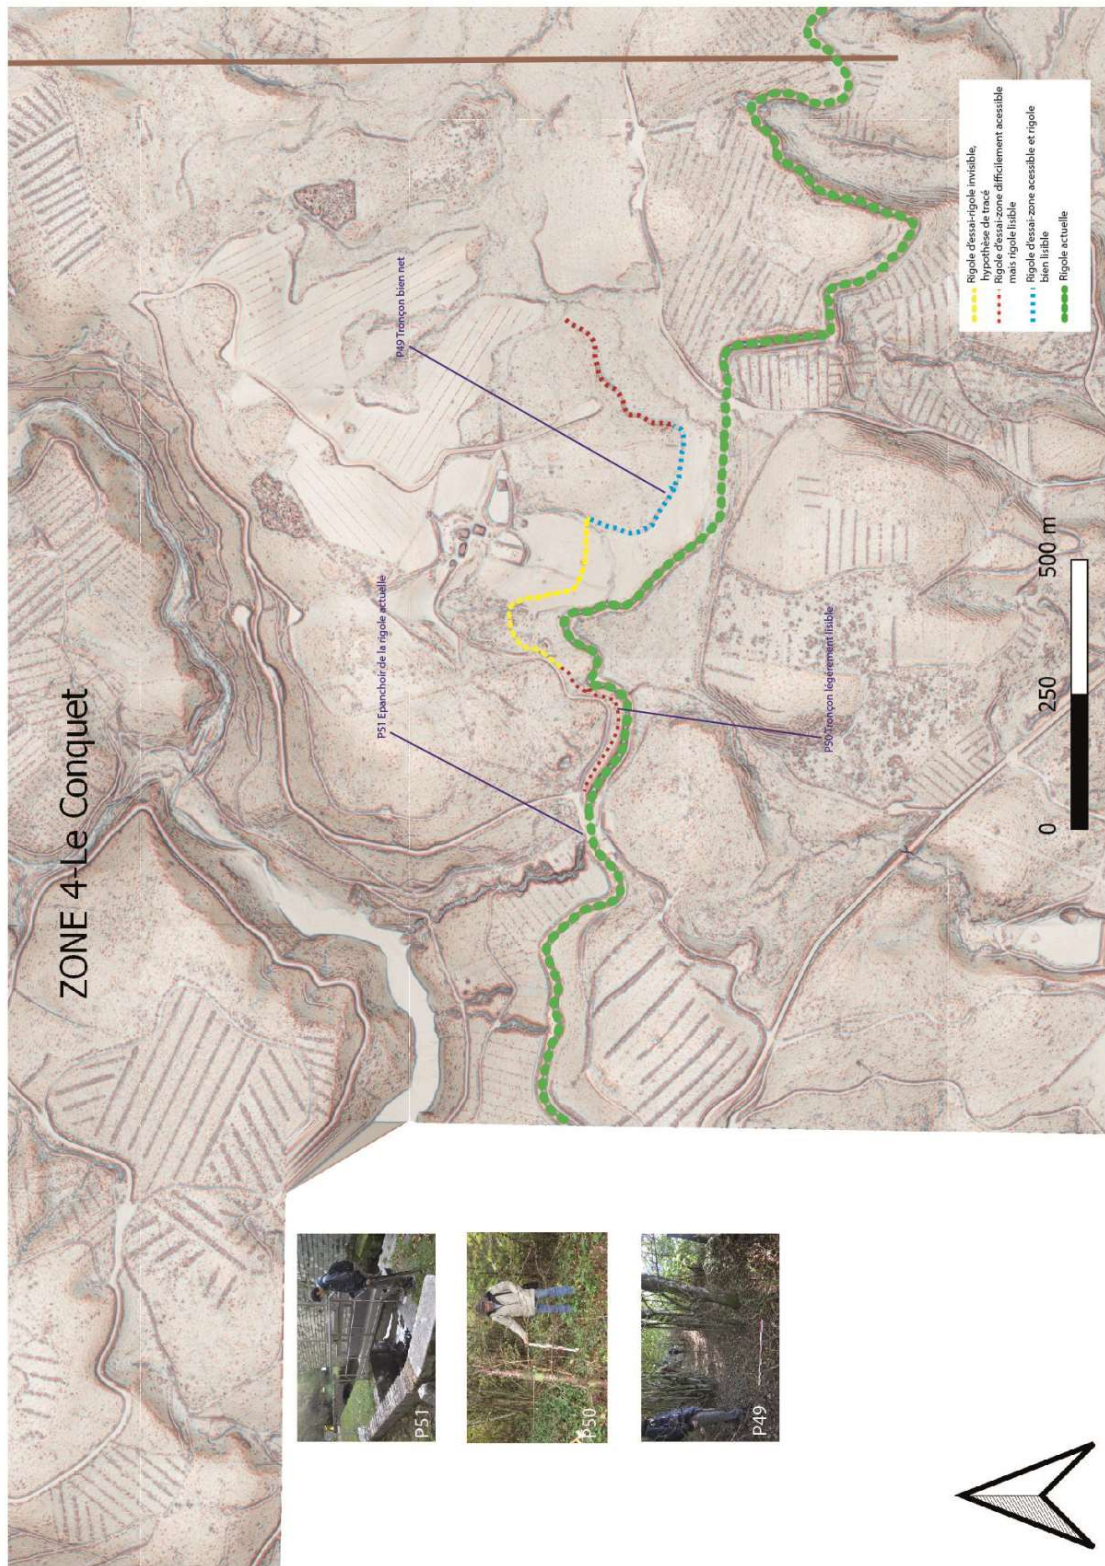 ZONE 4-Le Conquet
P49 Tronçon bien net
P51 Epanchoir de la rigole actuelle
P50 Tronçon légèrement lisible
Rigole d'essai-rigole invisible,
hypothèse de tracé
Rigole d'essai-zone difficilement acessible
mais rigole lisible
Rigole d'essai-zone acessible et rigole
bien lisible
Rigole actuelle
0 250 500 m
P51
P50
P49